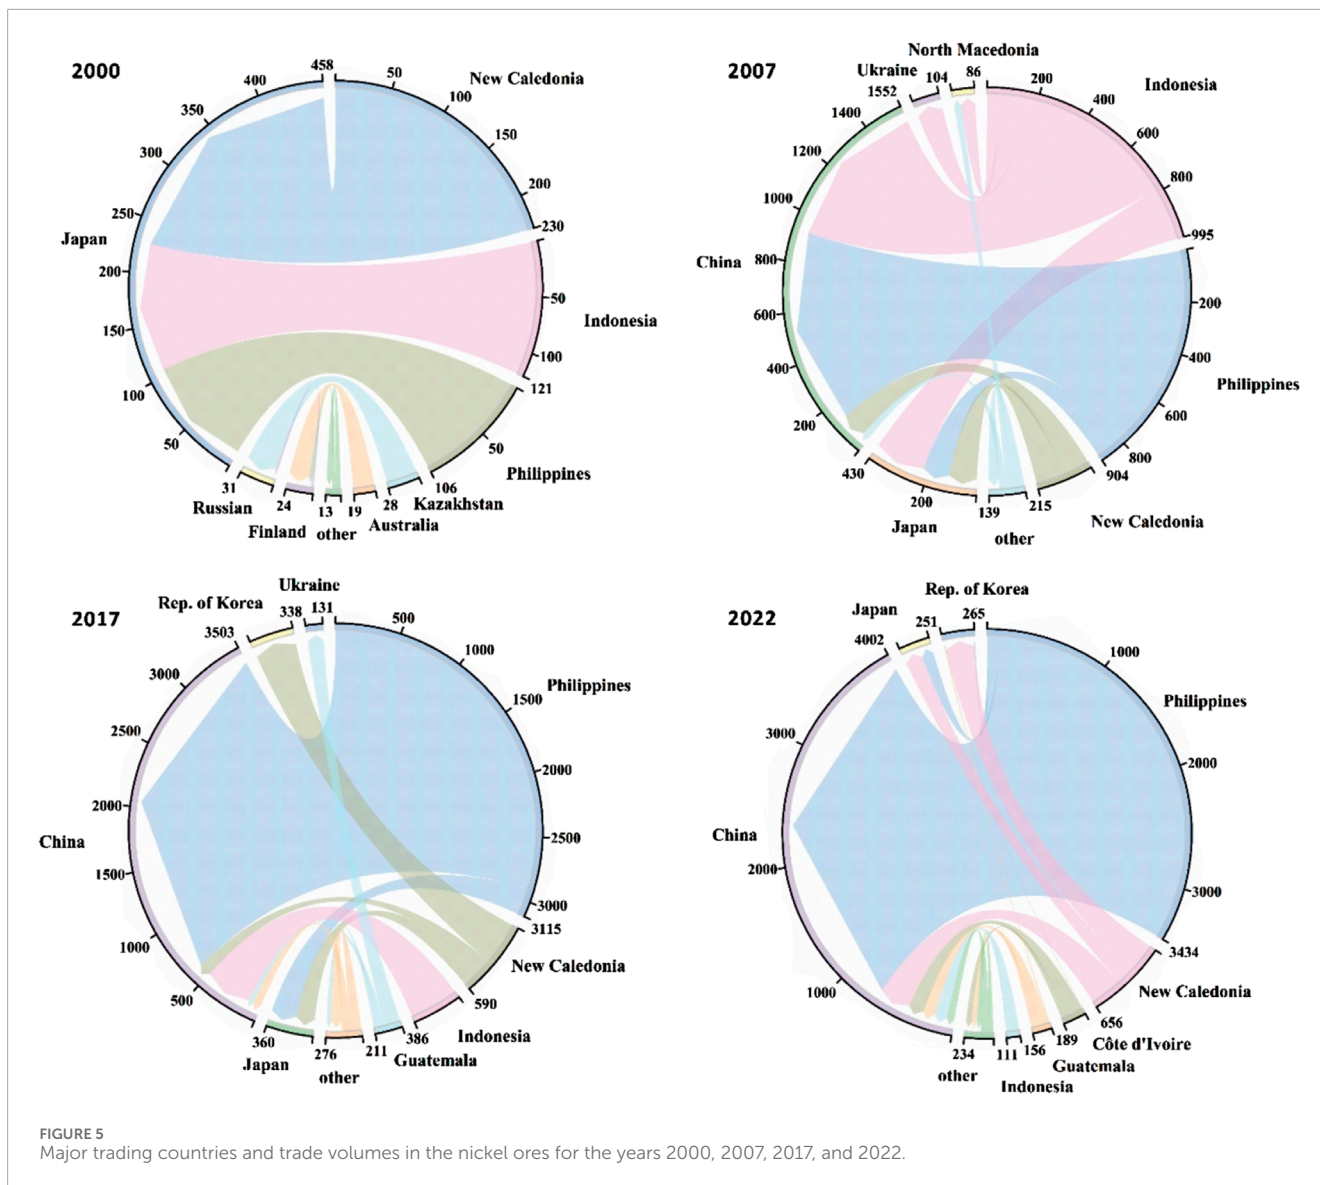 2000
458
50
New Caledonia
100
150
200
230
Indonesia
50
100
121
50
Philippines
106
Kazakhstan
28
Australia
19
other
13
Finland
24
Russian
31
50
100
150
Japan
200
250
300
350
400
2007
North Macedonia
86
200
Indonesia
400
600
800
995
200
400
Philippines
600
800
904
New Caledonia
215
other
139
Japan
200
430
200
400
600
China
800
1000
1200
1400
1552
Ukraine
104
2017
Ukraine
131
500
1000
Philippines
1500
2000
2500
3000
3115
New Caledonia
590
Indonesia
386
Guatemala
211
other
276
Japan
360
500
1000
1500
China
2000
2500
3000
3503
Rep. of Korea
338
2022
Rep. of Korea
265
1000
Philippines
2000
3000
3434
New Caledonia
656
Côte d'Ivoire
189
Guatemala
156
Indonesia
111
other
234
1000
2000
China
3000
4002
Japan
251
FIGURE 5
Major trading countries and trade volumes in the nickel ores for the years 2000, 2007, 2017, and 2022.